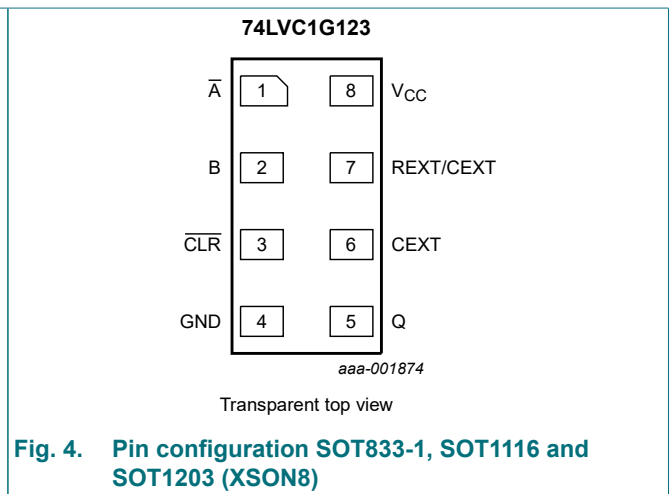 74LVC1G123
A̅ 1 8 VCC
B 2 7 REXT/CEXT
C̅L̅R̅ 3 6 CEXT
GND 4 5 Q
aaa-001874
Transparent top view
Fig. 4. Pin configuration SOT833-1, SOT1116 and
SOT1203 (XSON8)